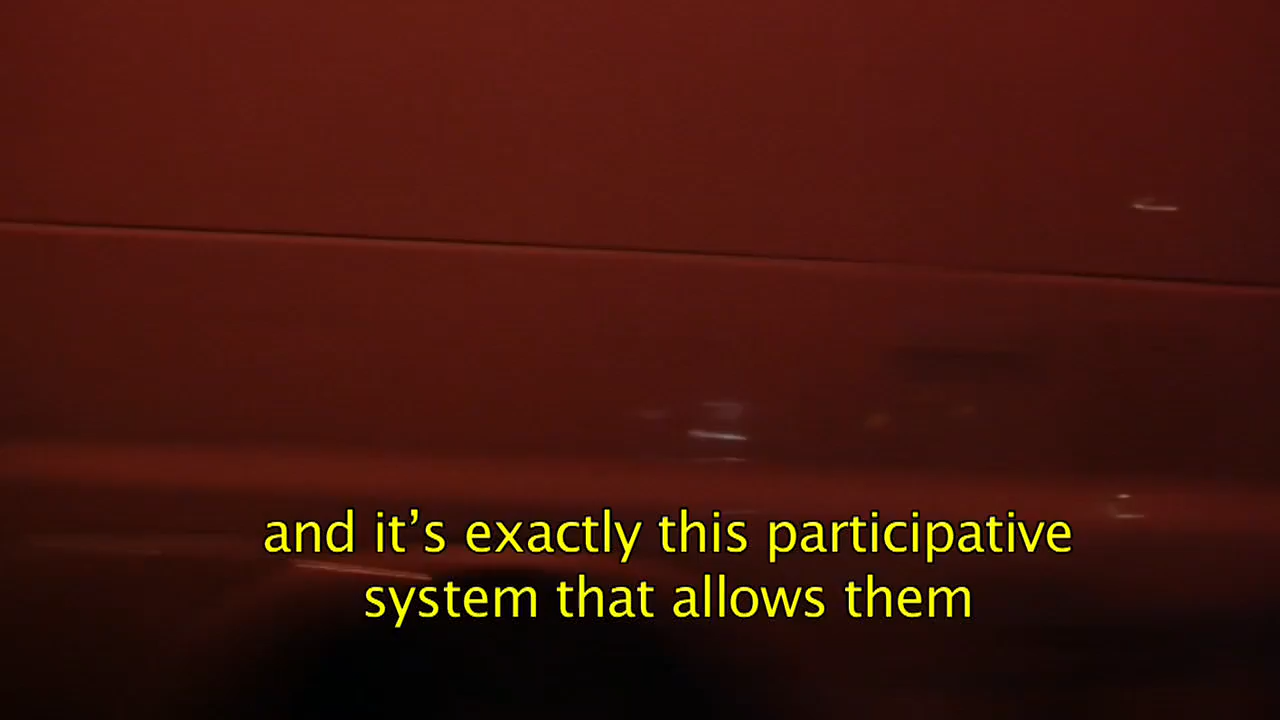 and it’s exactly this participative
system that allows them